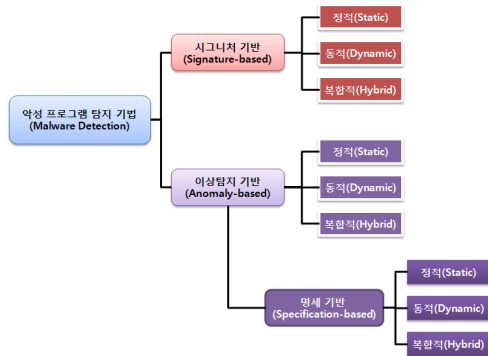 악성 프로그램 탐지 기법
(Malware Detection)
시그니처 기반
(Signature-based)
정적(Static)
동적(Dynamic)
복합적(Hybrid)
이상탐지 기반
(Anomaly-based)
정적(Static)
동적(Dynamic)
복합적(Hybrid)
명세 기반
(Specification-based)
정적(Static)
동적(Dynamic)
복합적(Hybrid)